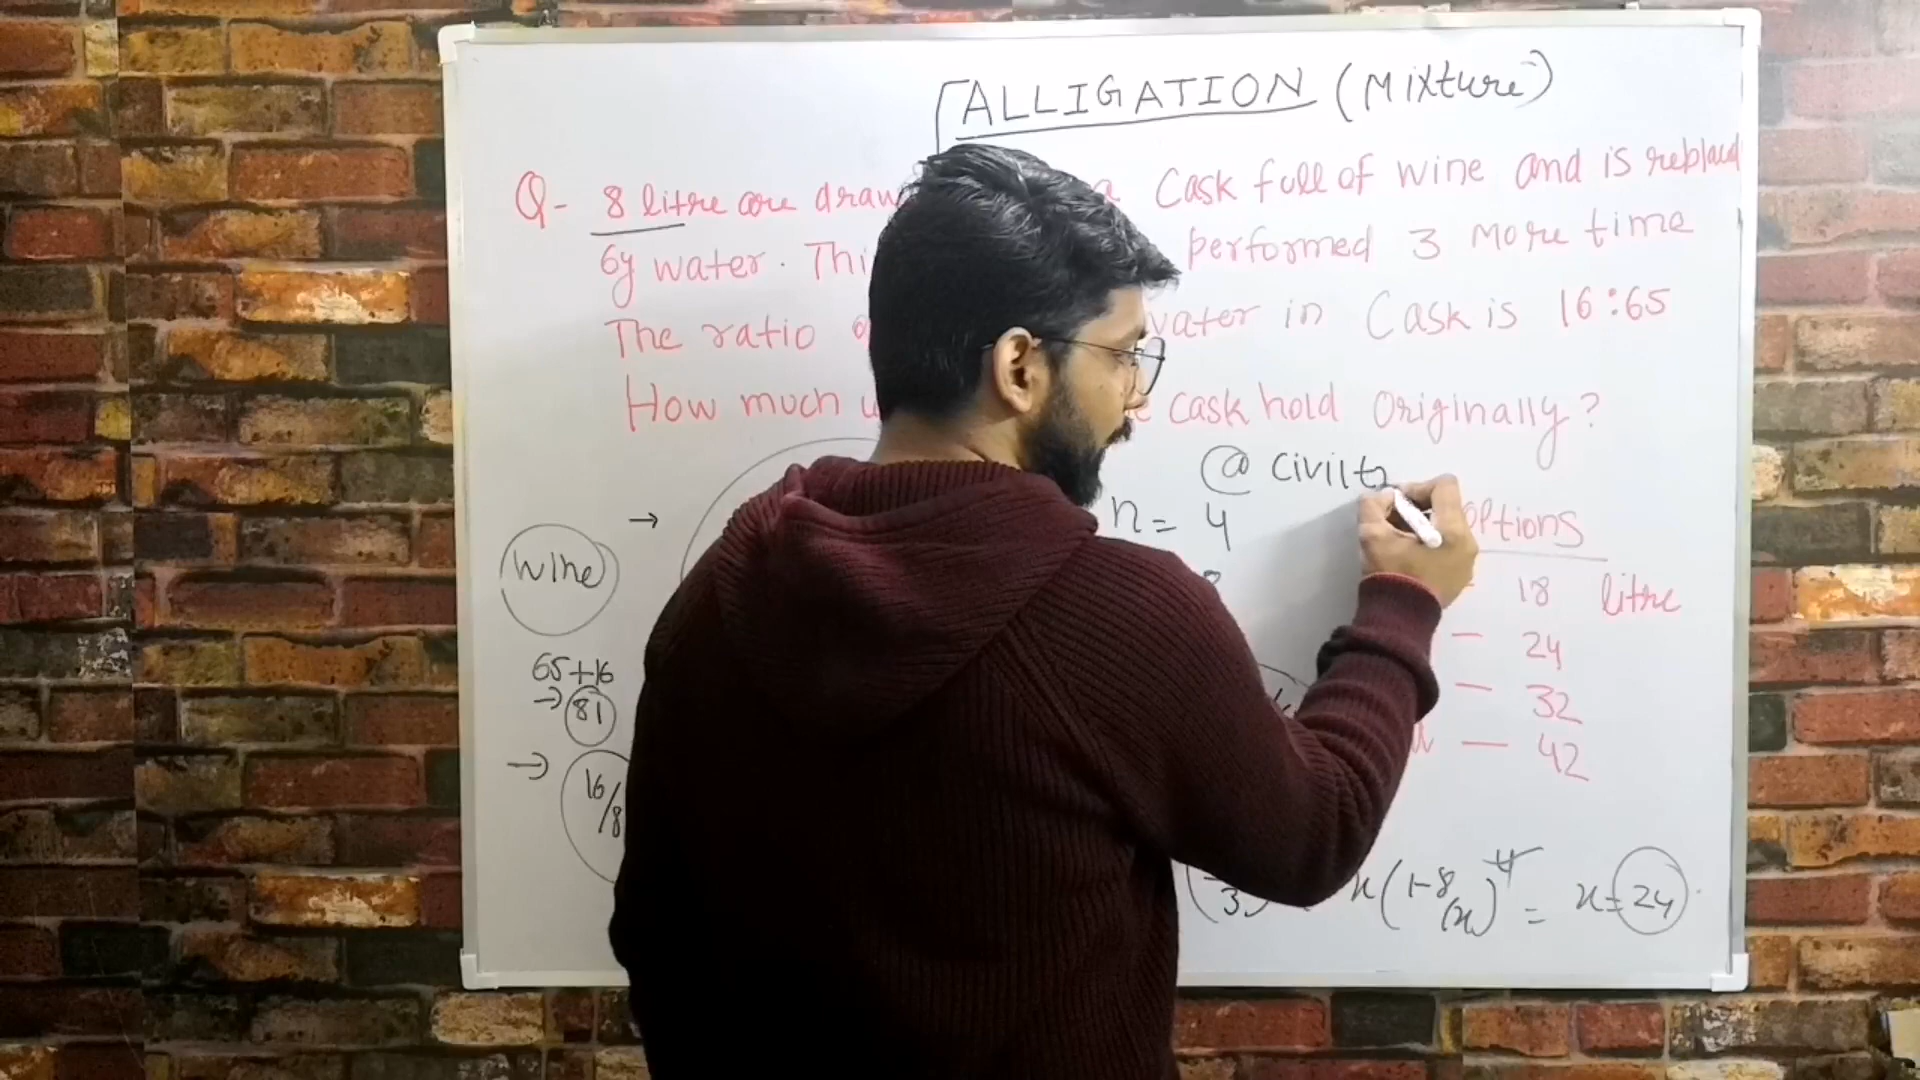 ALLIGATION (Mixture)
Q- 8 litre are draw a Cask full of wine and is replaced
by water. Thi performed 3 More time
The ratio o water in Cask is 16:65
How much w e cask hold Originally?
@ Civilt
n = 4
options
wine →
18 litre
65+16
— 24
→ 81
— 32
— 42
→ 16/8
3 x(1-8/x)^4 = x=24